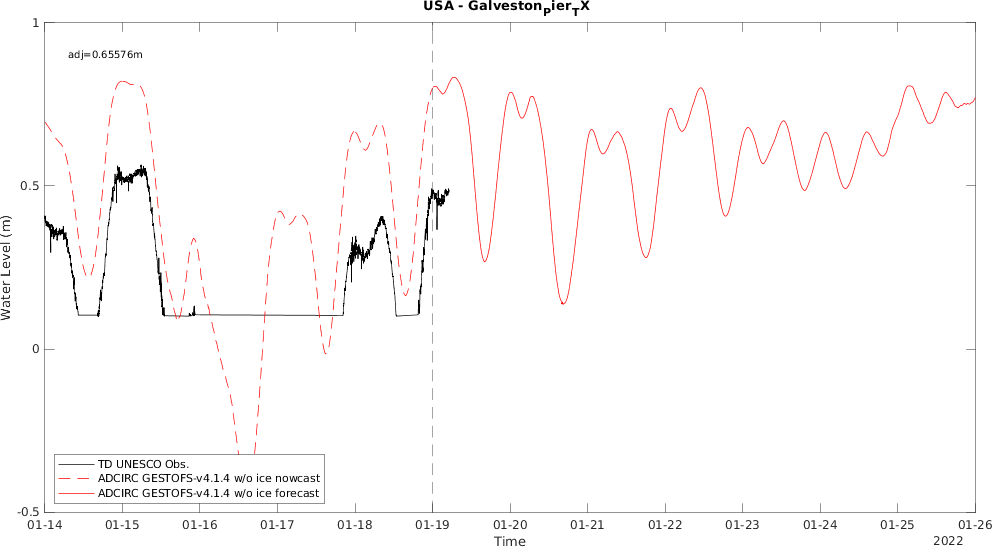 USA - GalvestonPierTX
adj=0.65576m
1
0.5
0
-0.5
Water Level (m)
TD UNESCO Obs.
ADCIRC GESTOFS-v4.1.4 w/o ice nowcast
ADCIRC GESTOFS-v4.1.4 w/o ice forecast
01-14 01-15 01-16 01-17 01-18 01-19 01-20 01-21 01-22 01-23 01-24 01-25 01-26
Time
2022